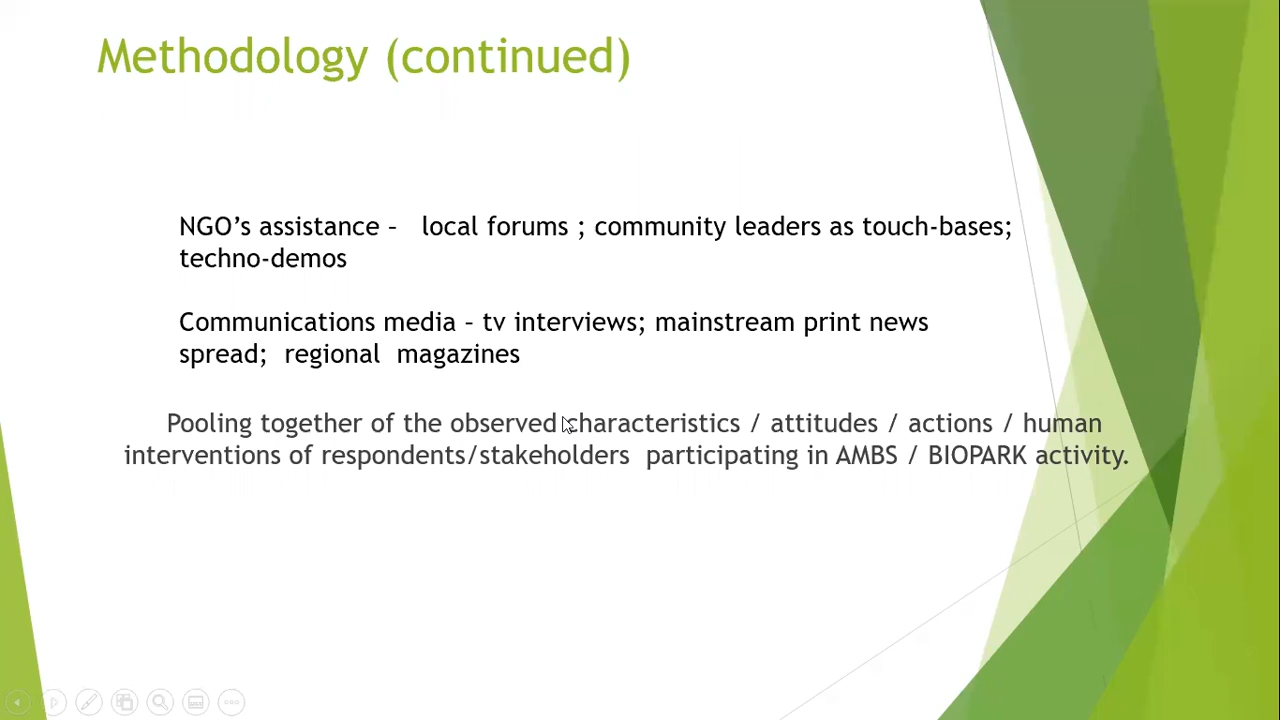 Methodology (continued)
NGO’s assistance –   local forums ; community leaders as touch-bases;
techno-demos
Communications media – tv interviews; mainstream print news
spread;  regional  magazines
Pooling together of the observed characteristics / attitudes / actions / human
interventions of respondents/stakeholders  participating in AMBS / BIOPARK activity.